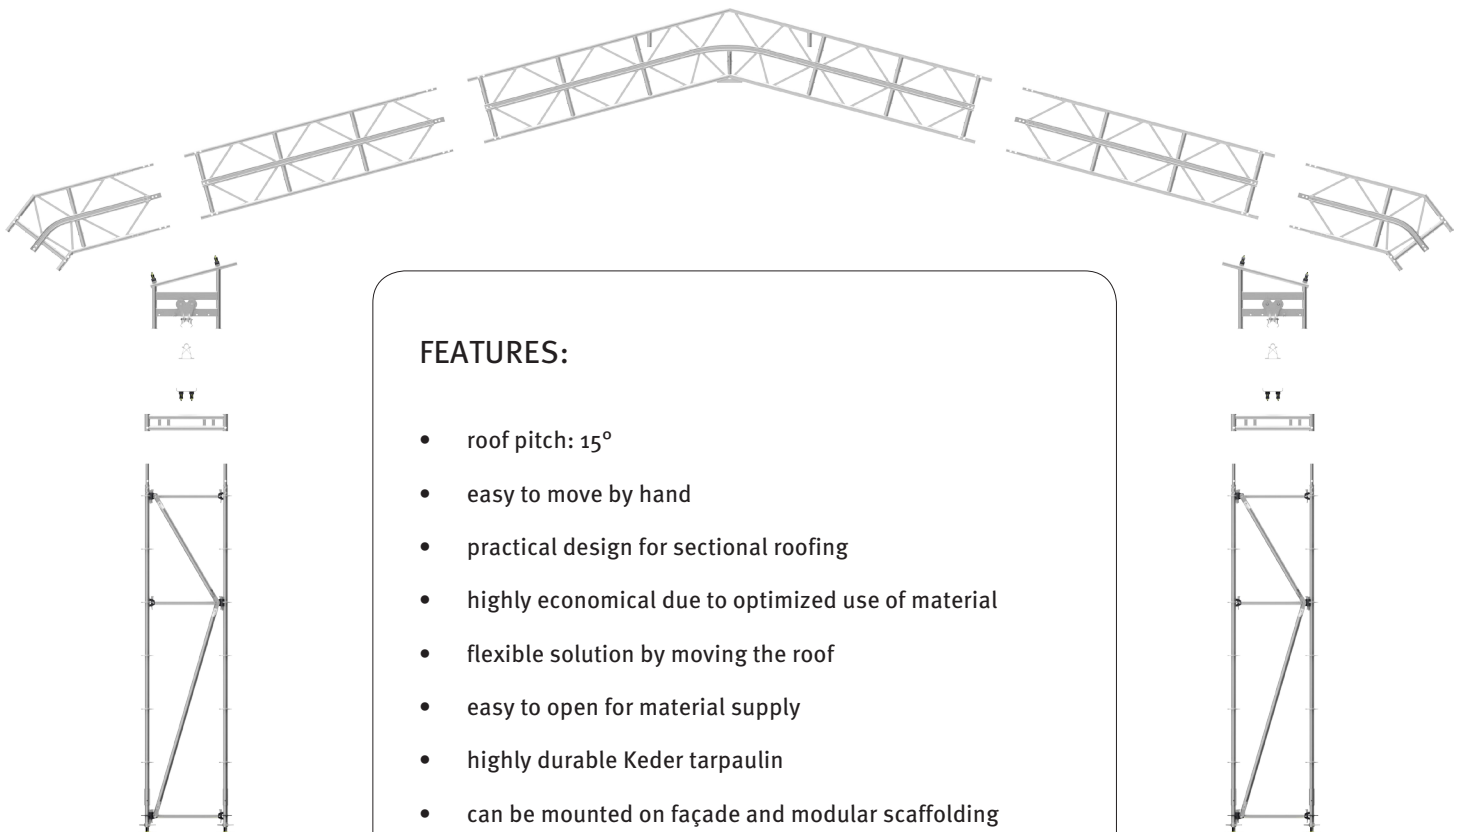 FEATURES:
• roof pitch: 15°
• easy to move by hand
• practical design for sectional roofing
• highly economical due to optimized use of material
• flexible solution by moving the roof
• easy to open for material supply
• highly durable Keder tarpaulin
• can be mounted on façade and modular scaffolding